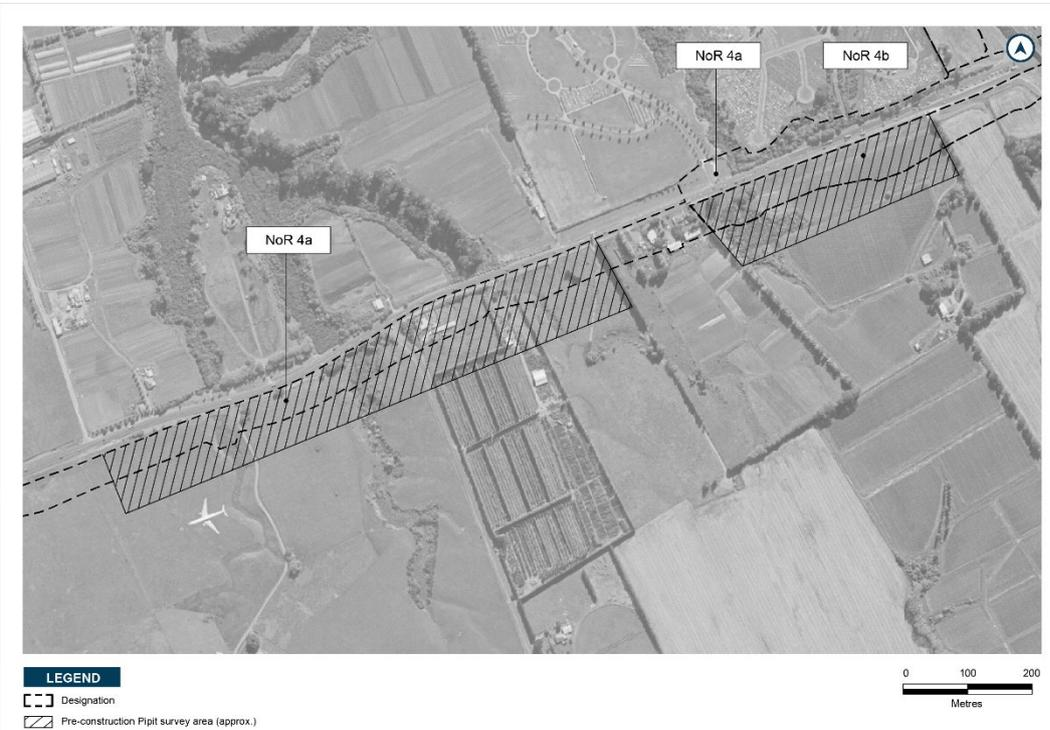 NoR 4a
NoR 4b
NoR 4a
LEGEND
Designation
Pre-construction Pipit survey area (approx.)
0 100 200
Metres